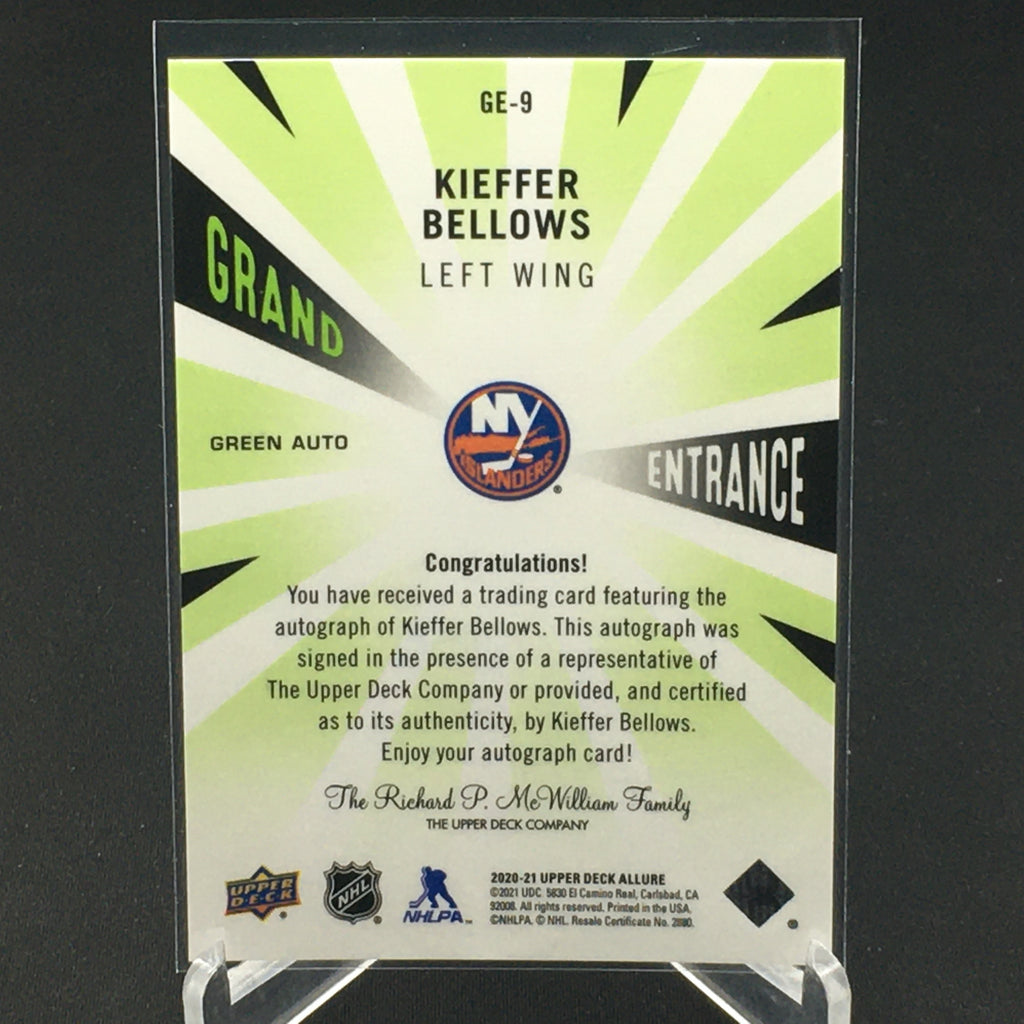 GE-9
KIEFFER
BELLOWS
LEFT WING
GRAND
NY
ISLANDERS
GREEN AUTO
ENTRANCE
Congratulations!
You have received a trading card featuring the
autograph of Kieffer Bellows. This autograph was
signed in the presence of a representative of
The Upper Deck Company or provided, and certified
as to its authenticity, by Kieffer Bellows.
Enjoy your autograph card!
The Richard P. McWilliam Family
THE UPPER DECK COMPANY
UPPER
D·E·C·K
®
NHL
®
NHLPA™
2020-21 UPPER DECK ALLURE
©2021 UDC. 5830 El Camino Real, Carlsbad, CA
92008. All rights reserved. Printed in the USA.
©NHLPA. © NHL. Resale Certificate No. 2880.
®